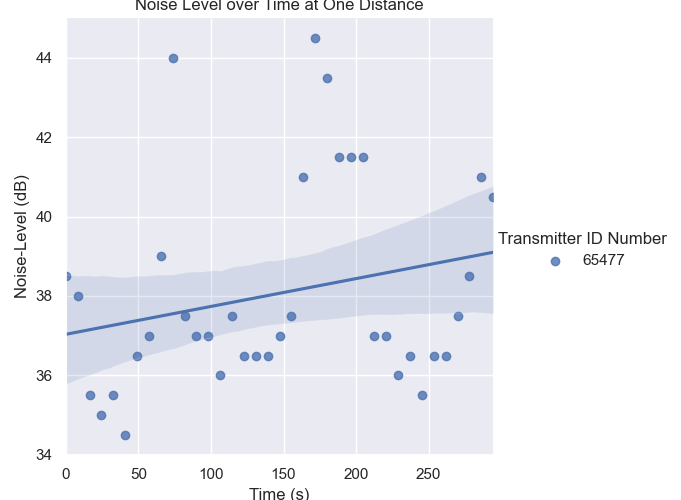 Noise Level over Time at One Distance
44
42
40
38
36
34
0 50 100 150 200 250
Time (s)
Noise-Level (dB)
Transmitter ID Number
65477